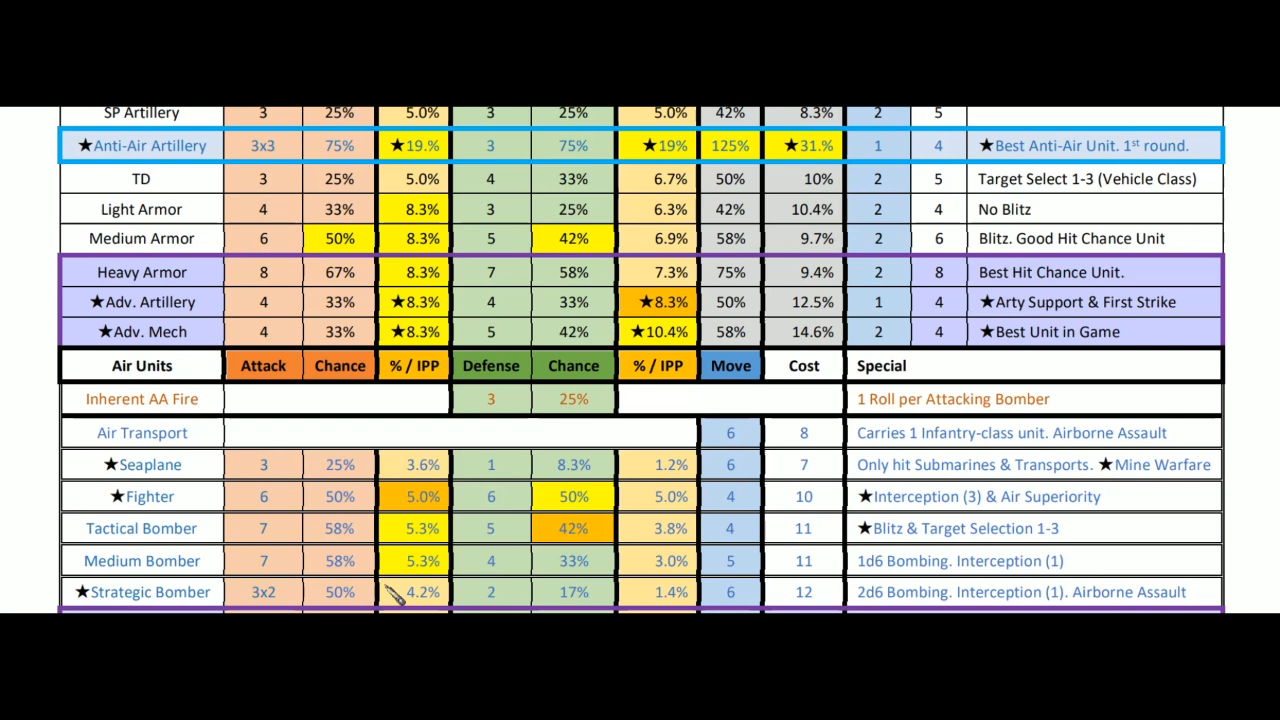 SP Artillery 3 25% 5.0% 3 25% 5.0% 42% 8.3% 2 5
★Anti-Air Artillery 3x3 75% ★19.% 3 75% ★19% 125% ★31.% 1 4 ★Best Anti-Air Unit. 1st round.
TD 3 25% 5.0% 4 33% 6.7% 50% 10% 2 5 Target Select 1-3 (Vehicle Class)
Light Armor 4 33% 8.3% 3 25% 6.3% 42% 10.4% 2 4 No Blitz
Medium Armor 6 50% 8.3% 5 42% 6.9% 58% 9.7% 2 6 Blitz. Good Hit Chance Unit
Heavy Armor 8 67% 8.3% 7 58% 7.3% 75% 9.4% 2 8 Best Hit Chance Unit.
★Adv. Artillery 4 33% ★8.3% 4 33% ★8.3% 50% 12.5% 1 4 ★Arty Support & First Strike
★Adv. Mech 4 33% ★8.3% 5 42% ★10.4% 58% 14.6% 2 4 ★Best Unit in Game
Air Units Attack Chance % / IPP Defense Chance % / IPP Move Cost Special
Inherent AA Fire 3 25% 1 Roll per Attacking Bomber
Air Transport 6 8 Carries 1 Infantry-class unit. Airborne Assault
★Seaplane 3 25% 3.6% 1 8.3% 1.2% 6 7 Only hit Submarines & Transports. ★Mine Warfare
★Fighter 6 50% 5.0% 6 50% 5.0% 4 10 ★Interception (3) & Air Superiority
Tactical Bomber 7 58% 5.3% 5 42% 3.8% 4 11 ★Blitz & Target Selection 1-3
Medium Bomber 7 58% 5.3% 4 33% 3.0% 5 11 1d6 Bombing. Interception (1)
★Strategic Bomber 3x2 50% 4.2% 2 17% 1.4% 6 12 2d6 Bombing. Interception (1). Airborne Assault